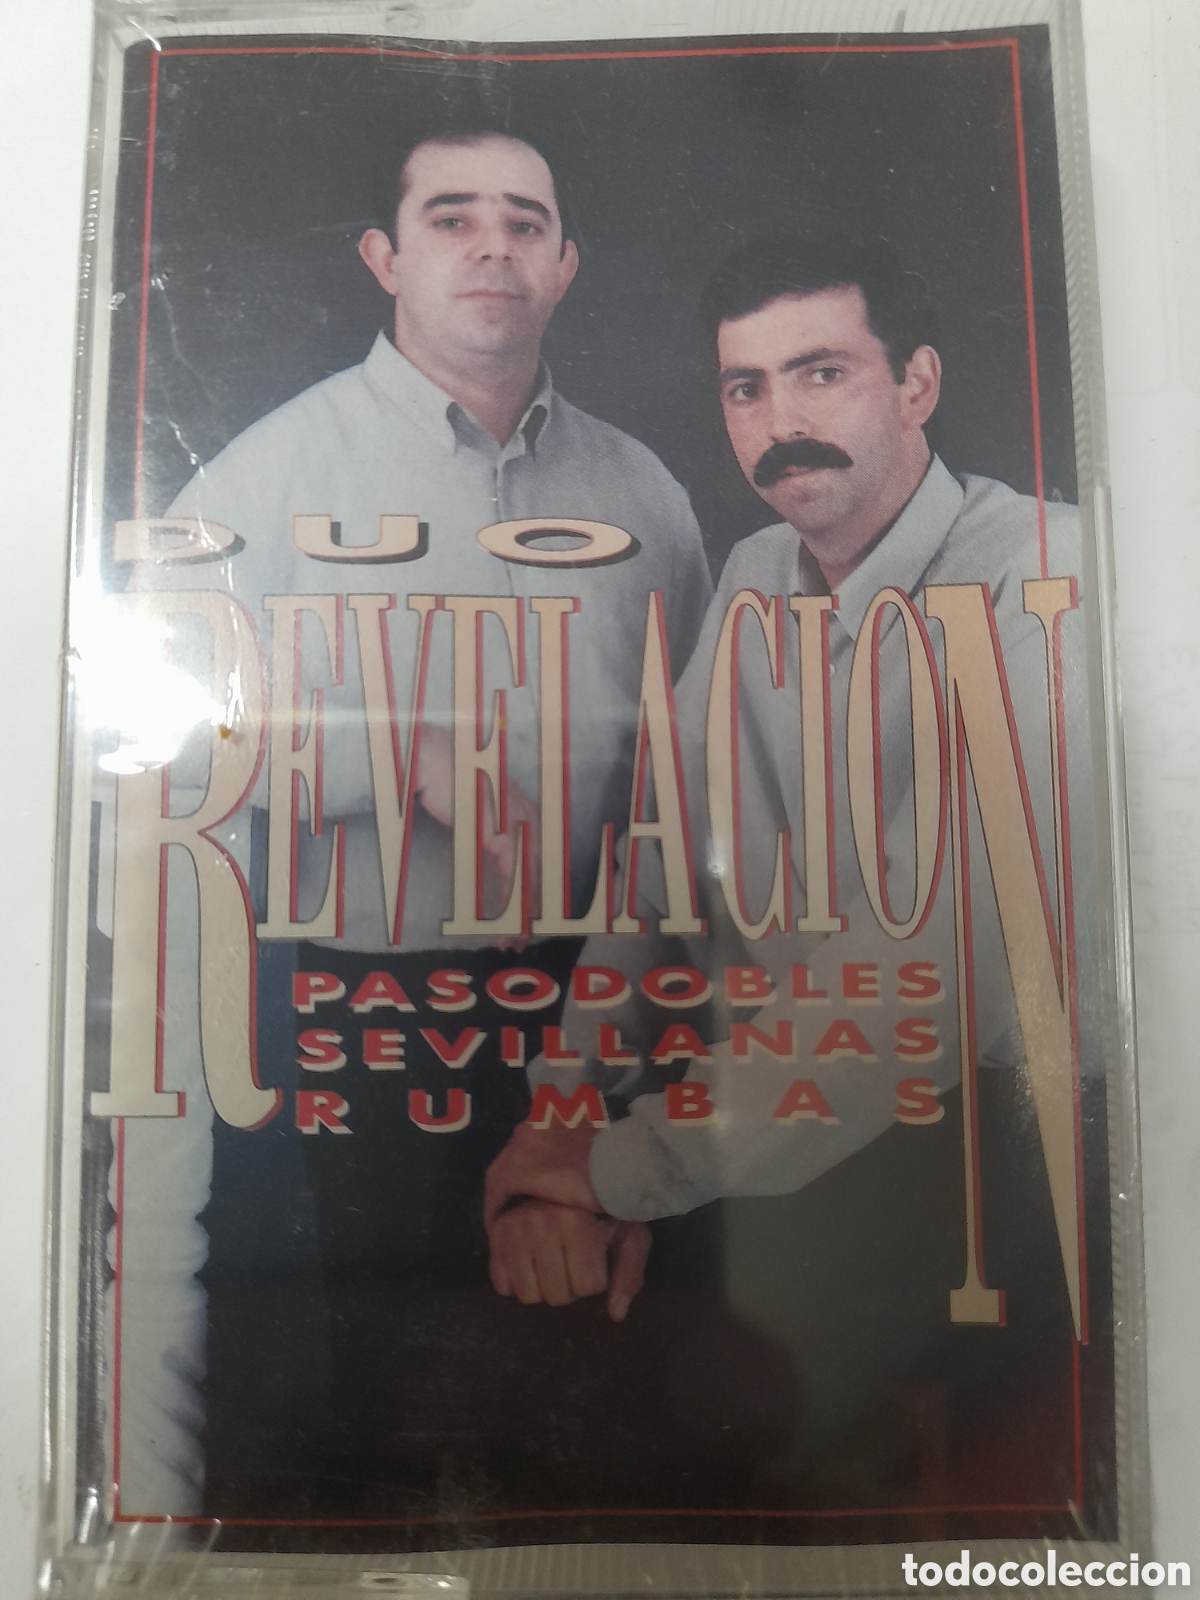 DUO
REVELACION
PASODOBLES
SEVILLANAS
RUMBAS
todocoleccion